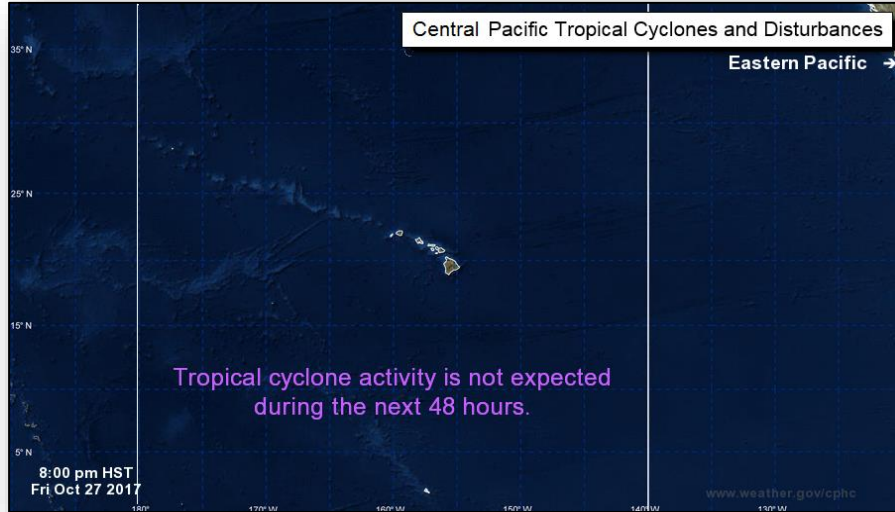 Central Pacific Tropical Cyclones and Disturbances
35° N
Eastern Pacific →
25° N
15° N
Tropical cyclone activity is not expected
during the next 48 hours.
5° N
8:00 pm HST
Fri Oct 27 2017
www.weather.gov/cphc
180° 170° W 160° W 150° W 140° W 130° W